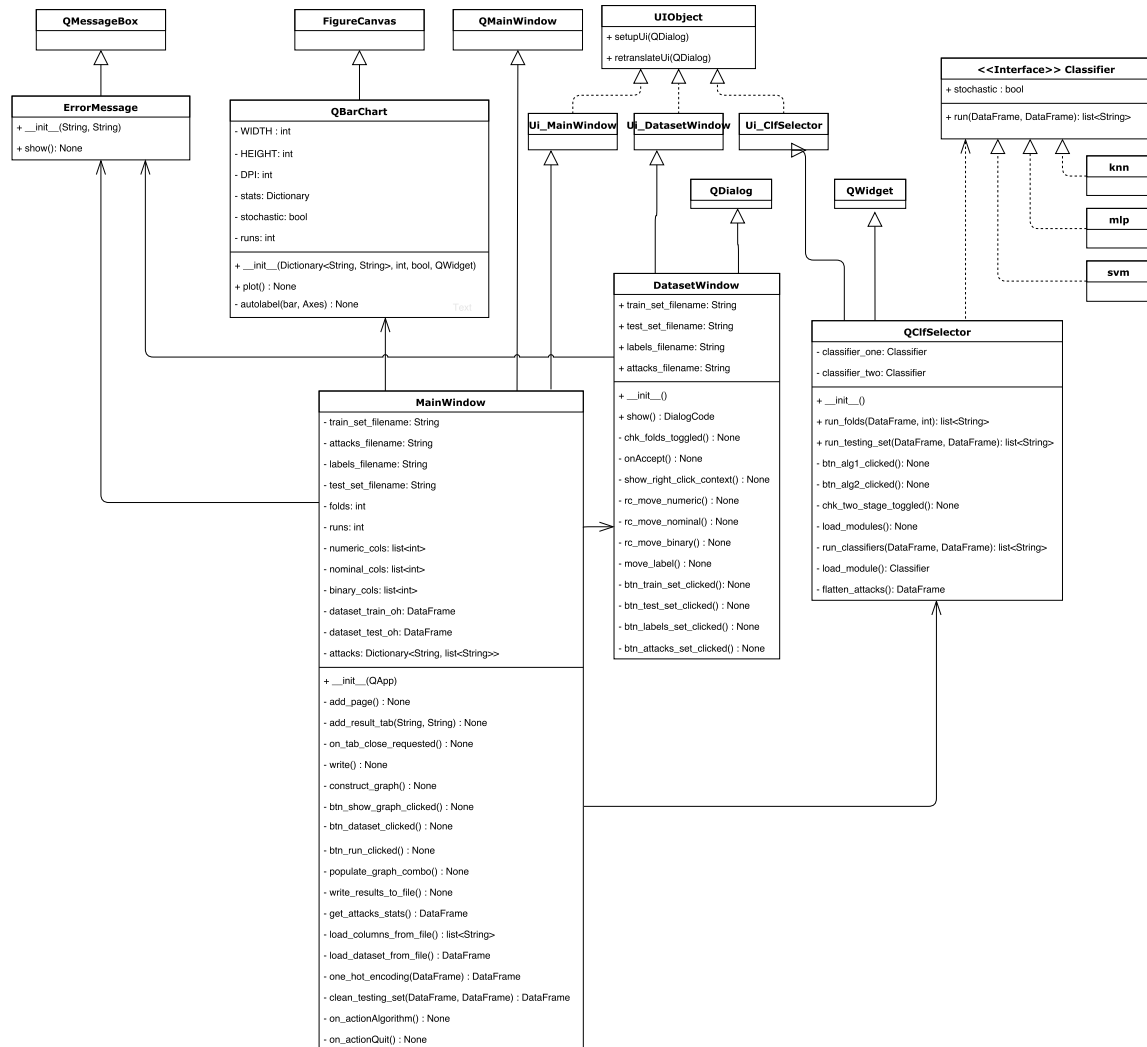 QMessageBox
FigureCanvas
QMainWindow
UIObject
+ setupUi(QDialog)
+ retranslateUi(QDialog)
<<Interface>> Classifier
+ stochastic : bool
+ run(DataFrame, DataFrame): list<String>
ErrorMessage
+ __init__(String, String)
+ show(): None
QBarChart
- WIDTH : int
- HEIGHT: int
- DPI: int
- stats: Dictionary
- stochastic: bool
- runs: int
+ __init__(Dictionary<String, String>, int, bool, QWidget)
+ plot() : None
- autolabel(bar, Axes) : None
Text
Ui_MainWindow
Ui_DatasetWindow
Ui_ClfSelector
knn
mlp
svm
QDialog
QWidget
DatasetWindow
+ train_set_filename: String
+ test_set_filename: String
+ labels_filename: String
+ attacks_filename: String
+ __init__()
+ show() : DialogCode
- chk_folds_toggled() : None
- onAccept() : None
- show_right_click_context() : None
- rc_move_numeric() : None
- rc_move_nominal() : None
- rc_move_binary() : None
- move_label() : None
- btn_train_set_clicked() : None
- btn_test_set_clicked() : None
- btn_labels_set_clicked() : None
- btn_attacks_set_clicked() : None
QClfSelector
- classifier_one: Classifier
- classifier_two: Classifier
+ __init__()
+ run_folds(DataFrame, int): list<String>
+ run_testing_set(DataFrame, DataFrame): list<String>
- btn_alg1_clicked(): None
- btn_alg2_clicked(): None
- chk_two_stage_toggled(): None
- load_modules(): None
- run_classifiers(DataFrame, DataFrame): list<String>
- load_module(): Classifier
- flatten_attacks(): DataFrame
MainWindow
- train_set_filename: String
- attacks_filename: String
- labels_filename: String
- test_set_filename: String
- folds: int
- runs: int
- numeric_cols: list<int>
- nominal_cols: list<int>
- binary_cols: list<int>
- dataset_train_oh: DataFrame
- dataset_test_oh: DataFrame
- attacks: Dictionary<String, list<String>>
+ __init__(QApp)
- add_page() : None
- add_result_tab(String, String) : None
- on_tab_close_requested() : None
- write() : None
- construct_graph() : None
- btn_show_graph_clicked() : None
- btn_dataset_clicked() : None
- btn_run_clicked() : None
- populate_graph_combo() : None
- write_results_to_file() : None
- get_attacks_stats() : DataFrame
- load_columns_from_file() : list<String>
- load_dataset_from_file() : DataFrame
- one_hot_encoding(DataFrame) : DataFrame
- clean_testing_set(DataFrame, DataFrame) : DataFrame
- on_actionAlgorithm() : None
- on_actionQuit() : None